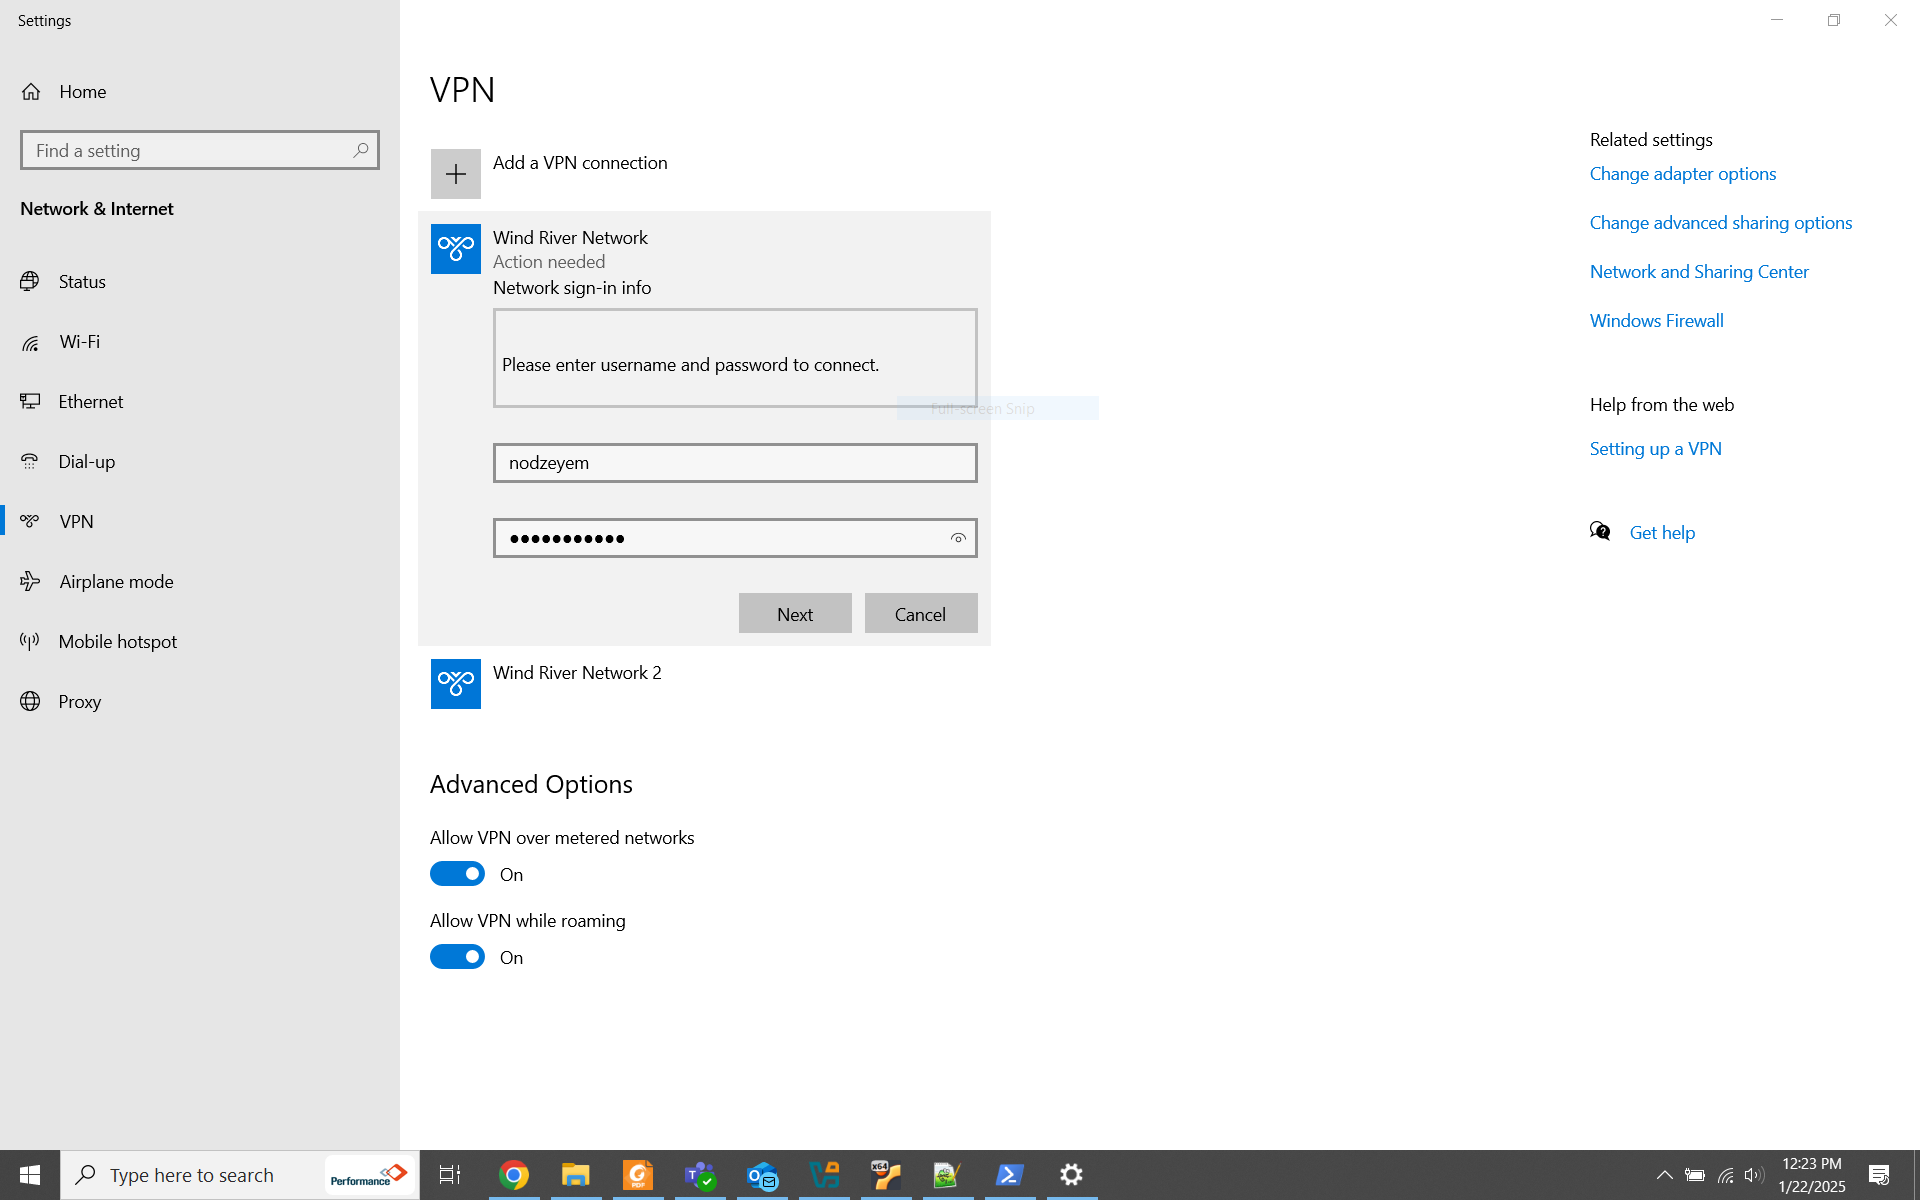 Settings
Home
Find a setting
Network & Internet
Status
Wi-Fi
Ethernet
Dial-up
VPN
Airplane mode
Mobile hotspot
Proxy
VPN
Add a VPN connection
Wind River Network
Action needed
Network sign-in info
Please enter username and password to connect.
Full-screen Snip
nodzeyem
●●●●●●●●●●●
Next
Cancel
Wind River Network 2
Advanced Options
Allow VPN over metered networks
On
Allow VPN while roaming
On
Related settings
Change adapter options
Change advanced sharing options
Network and Sharing Center
Windows Firewall
Help from the web
Setting up a VPN
Get help
Type here to search
Performance
PDF
T
O
x64
12:23 PM
1/22/2025